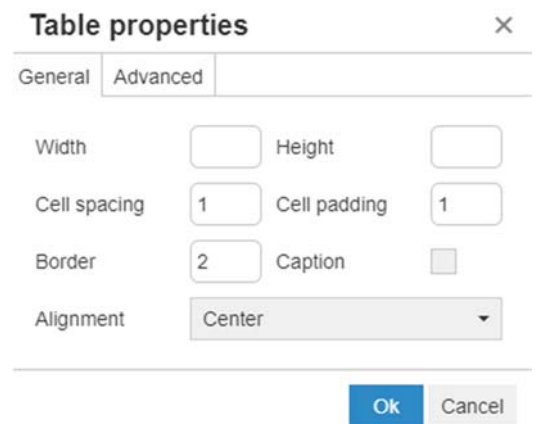 Table properties ×
General Advanced
Width Height
Cell spacing 1 Cell padding 1
Border 2 Caption
Alignment Center
Ok Cancel